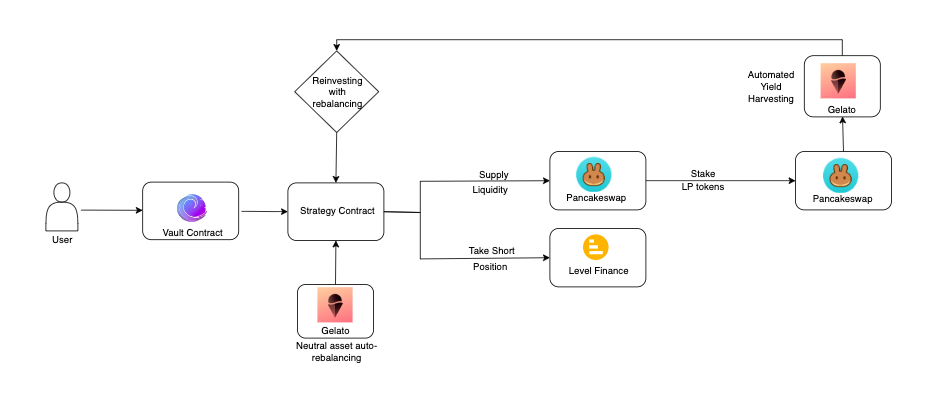 Reinvesting
with
rebalancing
Automated
Yield
Harvesting
Gelato
Supply
Liquidity
Pancakeswap
Stake
LP tokens
Pancakeswap
User
Vault Contract
Strategy Contract
Take Short
Position
Level Finance
Gelato
Neutral asset auto-
rebalancing